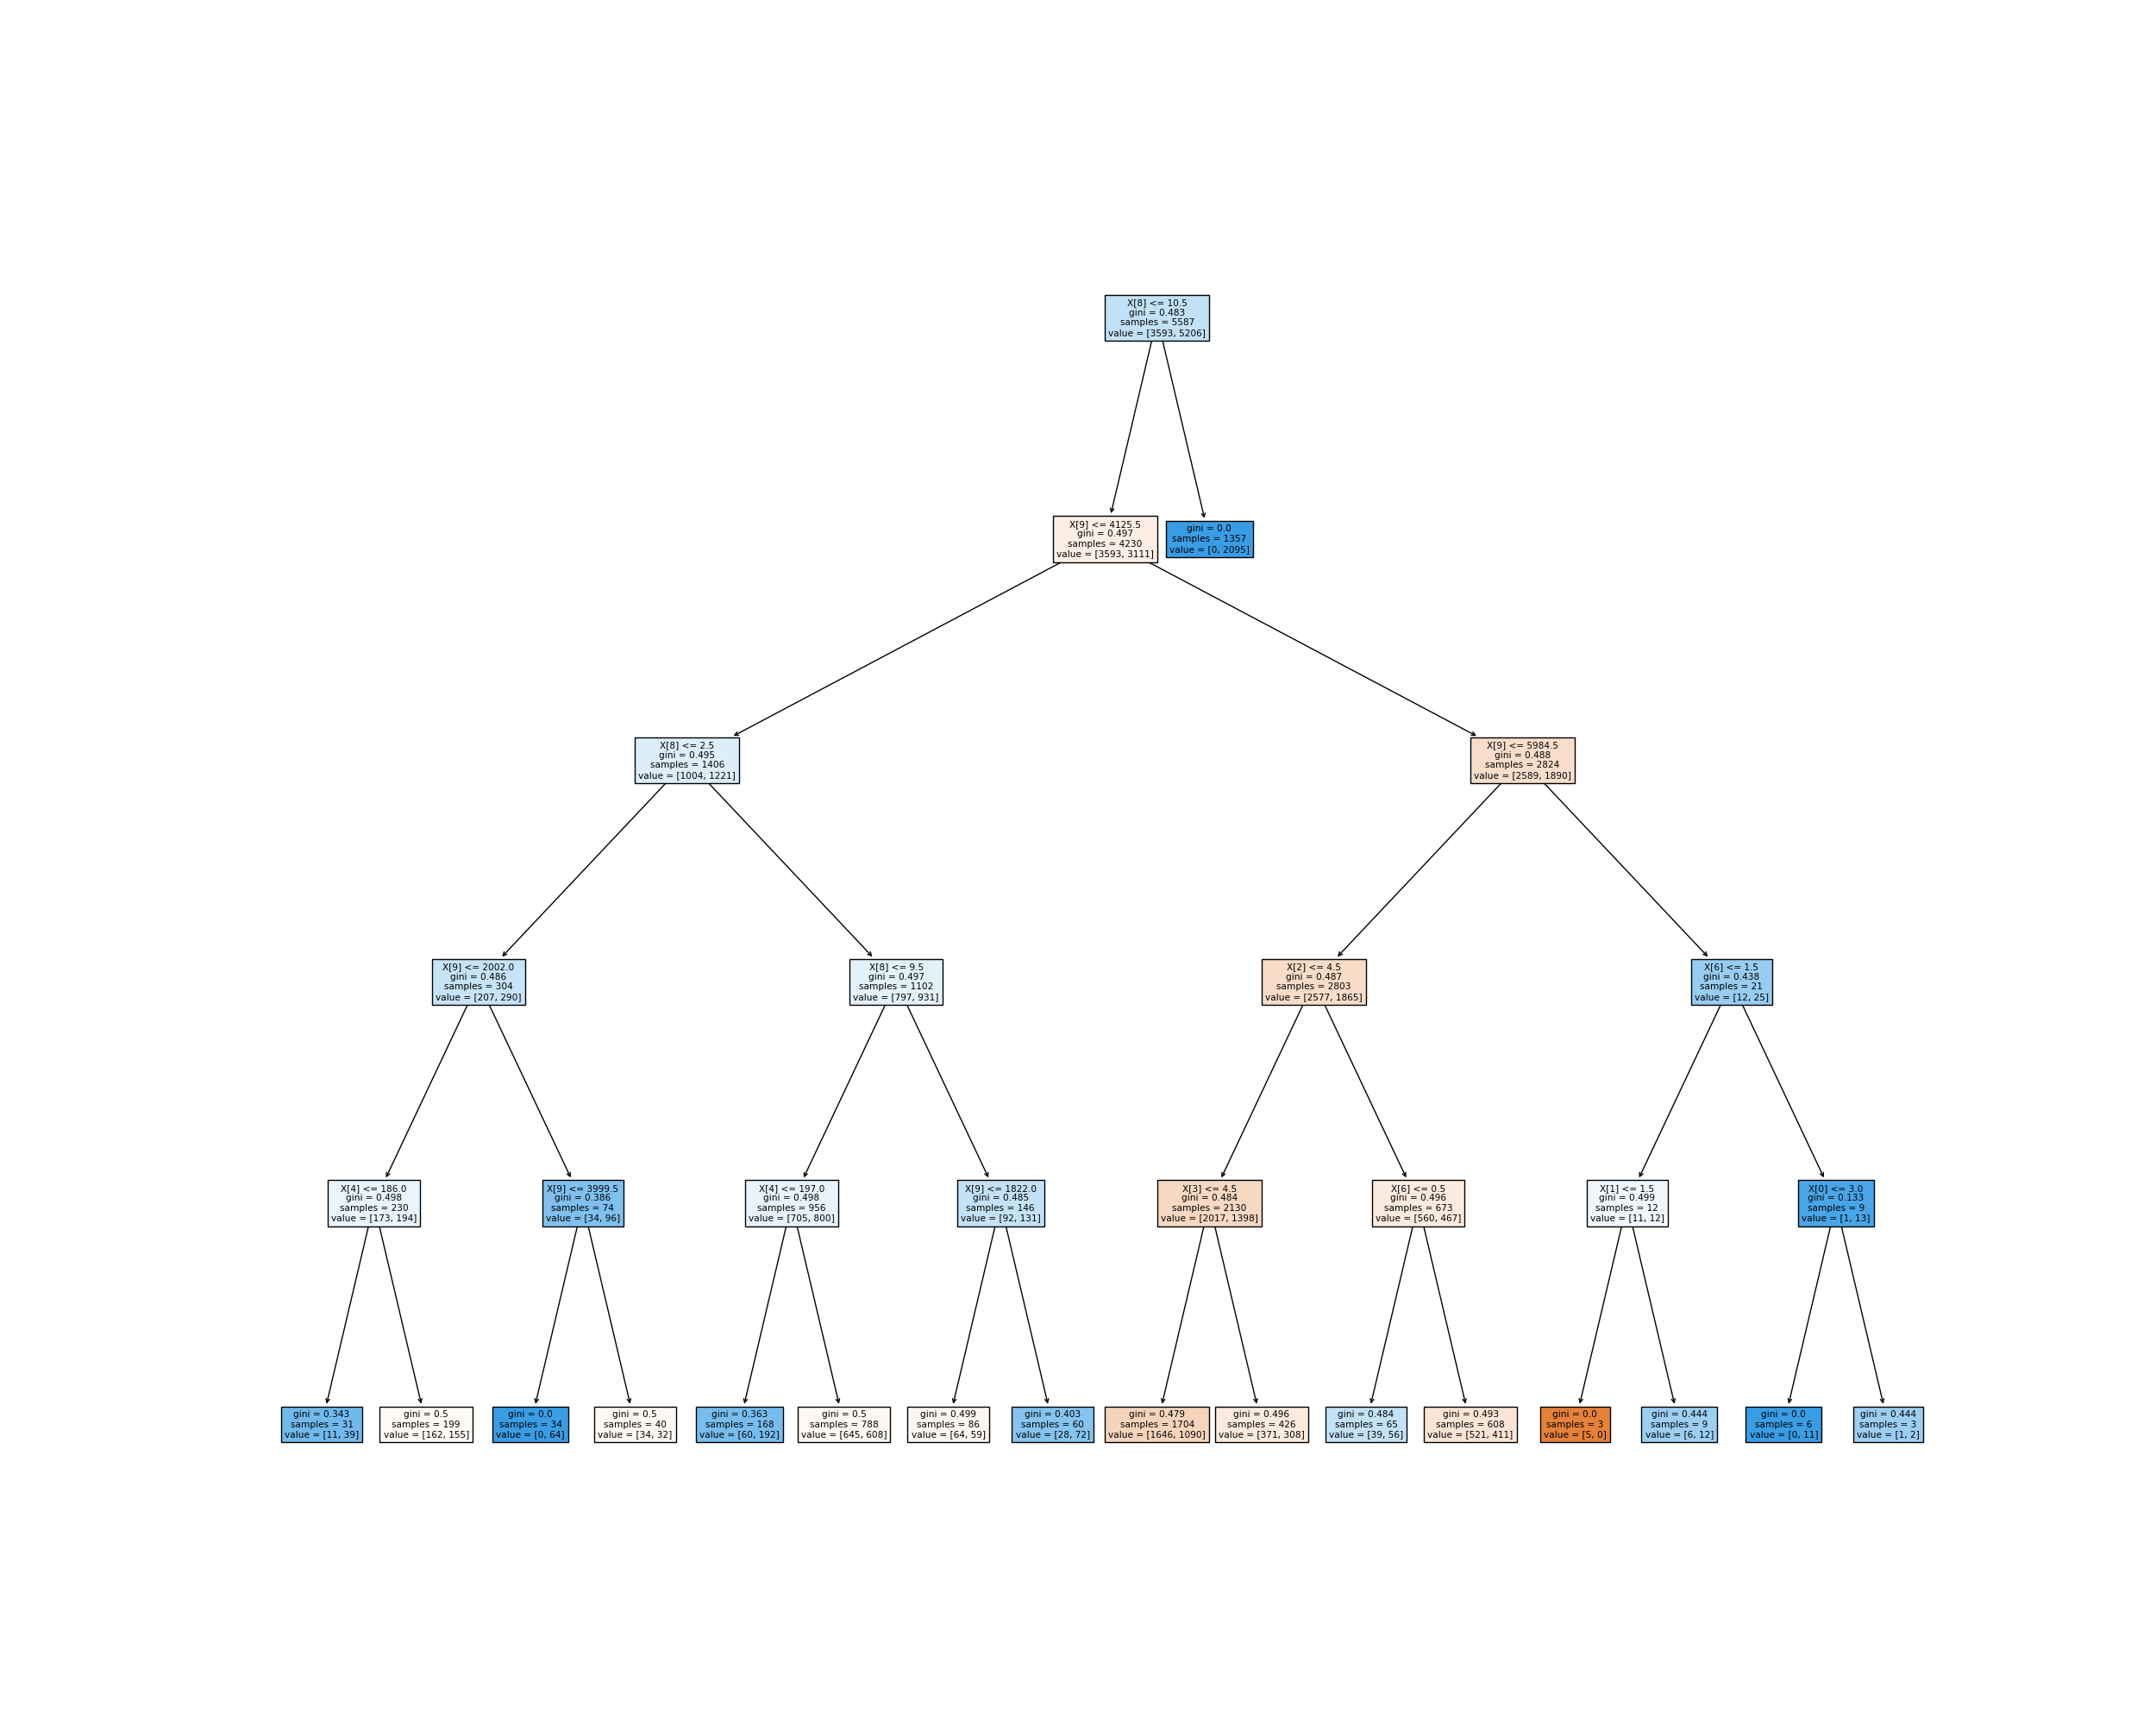 X[8] <= 10.5
gini = 0.483
samples = 5587
value = [3593, 5206]
X[9] <= 4125.5
gini = 0.497
samples = 4230
value = [3593, 3111]
gini = 0.0
samples = 1357
value = [0, 2095]
X[8] <= 2.5
gini = 0.495
samples = 1406
value = [1004, 1221]
X[9] <= 5984.5
gini = 0.488
samples = 2824
value = [2589, 1890]
X[9] <= 2002.0
gini = 0.486
samples = 304
value = [207, 290]
X[8] <= 9.5
gini = 0.497
samples = 1102
value = [797, 931]
X[2] <= 4.5
gini = 0.487
samples = 2803
value = [2577, 1865]
X[6] <= 1.5
gini = 0.438
samples = 21
value = [12, 25]
X[4] <= 186.0
gini = 0.498
samples = 230
value = [173, 194]
X[9] <= 3999.5
gini = 0.386
samples = 74
value = [34, 96]
X[4] <= 197.0
gini = 0.498
samples = 956
value = [705, 800]
X[9] <= 1822.0
gini = 0.485
samples = 146
value = [92, 131]
X[3] <= 4.5
gini = 0.484
samples = 2130
value = [2017, 1398]
X[6] <= 0.5
gini = 0.496
samples = 673
value = [560, 467]
X[1] <= 1.5
gini = 0.499
samples = 12
value = [11, 12]
X[0] <= 3.0
gini = 0.133
samples = 9
value = [1, 13]
gini = 0.343
samples = 31
value = [11, 39]
gini = 0.5
samples = 199
value = [162, 155]
gini = 0.0
samples = 34
value = [0, 64]
gini = 0.5
samples = 40
value = [34, 32]
gini = 0.363
samples = 168
value = [60, 192]
gini = 0.5
samples = 788
value = [645, 608]
gini = 0.499
samples = 86
value = [64, 59]
gini = 0.403
samples = 60
value = [28, 72]
gini = 0.479
samples = 1704
value = [1646, 1090]
gini = 0.496
samples = 426
value = [371, 308]
gini = 0.484
samples = 65
value = [39, 56]
gini = 0.493
samples = 608
value = [521, 411]
gini = 0.0
samples = 3
value = [5, 0]
gini = 0.444
samples = 9
value = [6, 12]
gini = 0.0
samples = 6
value = [0, 11]
gini = 0.444
samples = 3
value = [1, 2]